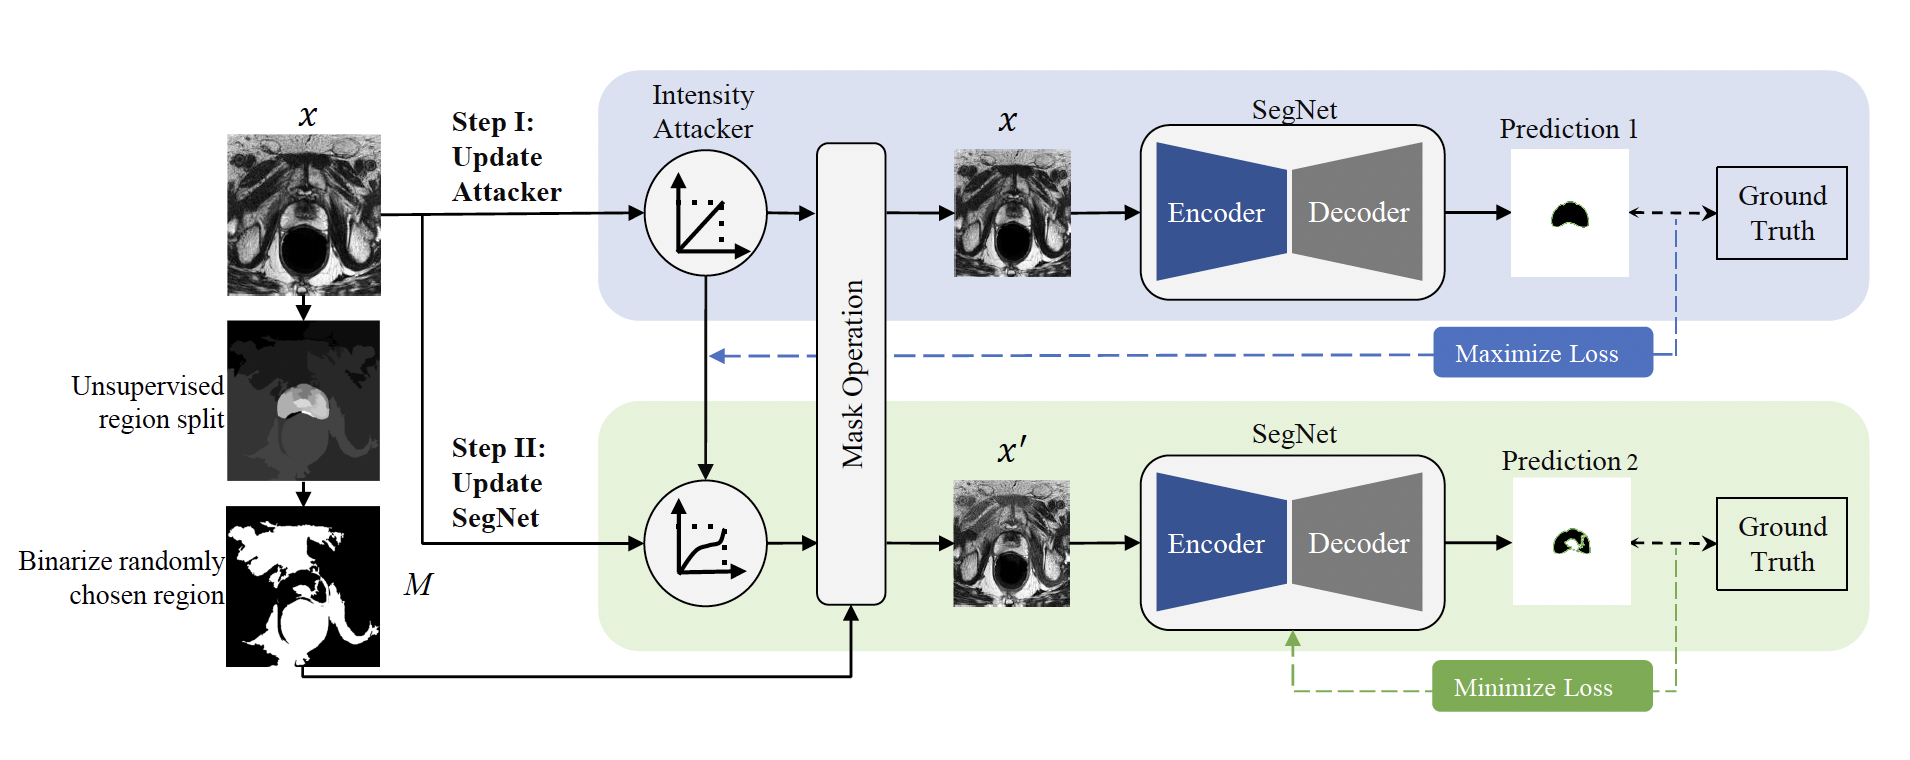 x
Unsupervised
region split
Binarize randomly
chosen region
M
Step I:
Update
Attacker
Step II:
Update
SegNet
Intensity
Attacker
Mask Operation
x
SegNet
Encoder
Decoder
Prediction 1
Ground
Truth
Maximize Loss
x′
SegNet
Encoder
Decoder
Prediction 2
Ground
Truth
Minimize Loss